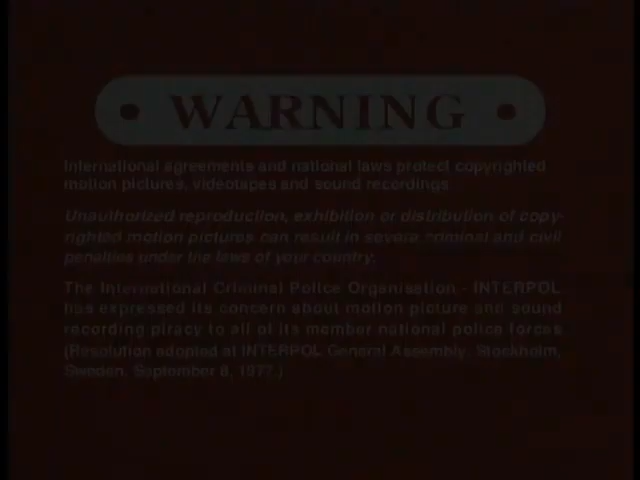 • WARNING •
International agreements and national laws protect copyrighted
motion pictures, videotapes and sound recordings.
Unauthorized reproduction, exhibition or distribution of copy-
righted motion pictures can result in severe criminal and civil
penalties under the laws of your country.
The International Criminal Police Organisation - INTERPOL
has expressed its concern about motion picture and sound
recording piracy to all of its member national police forces
(Resolution adopted at INTERPOL General Assembly, Stockholm,
Sweden, September 8, 1977.)